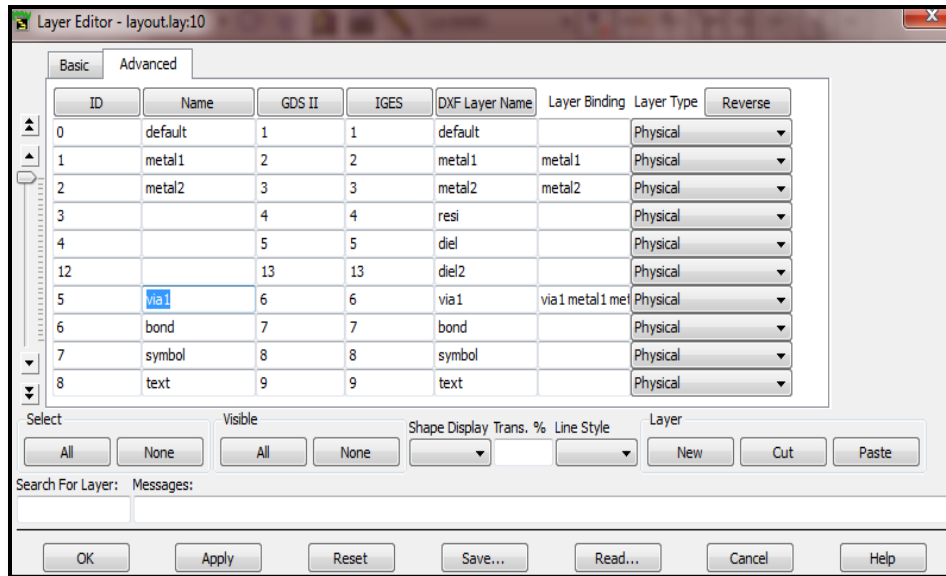 Layer Editor - layout.lay:10
Basic Advanced
ID Name GDS II IGES DXF Layer Name Layer Binding Layer Type Reverse
0 default 1 1 default Physical
1 metal1 2 2 metal1 metal1 Physical
2 metal2 3 3 metal2 metal2 Physical
3 4 4 resi Physical
4 5 5 diel Physical
12 13 13 diel2 Physical
5 via1 6 6 via1 via1 metal1 met Physical
6 bond 7 7 bond Physical
7 symbol 8 8 symbol Physical
8 text 9 9 text Physical
Select Visible Shape Display Trans. % Line Style Layer
All None All None New Cut Paste
Search For Layer: Messages:
OK Apply Reset Save... Read... Cancel Help